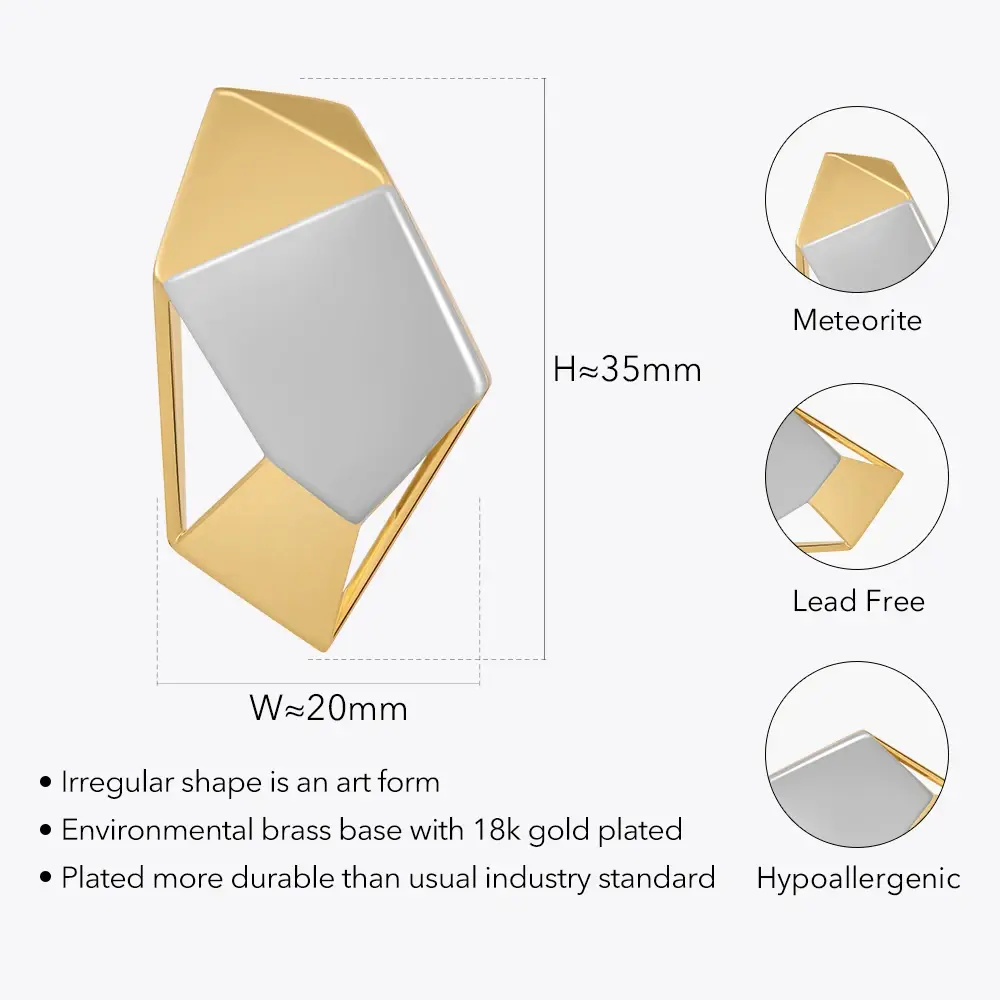 H≈35mm
W≈20mm
Meteorite
Lead Free
Hypoallergenic
• Irregular shape is an art form
• Environmental brass base with 18k gold plated
• Plated more durable than usual industry standard